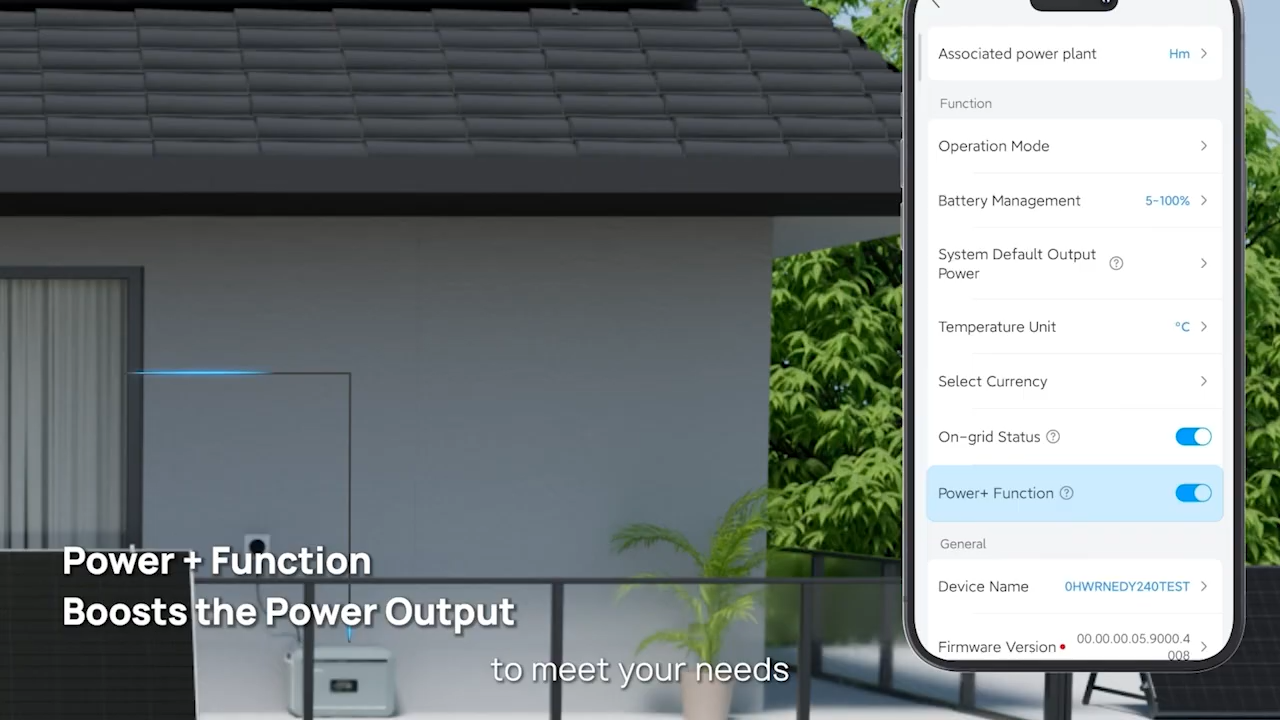 Associated power plant Hm
Function
Operation Mode
Battery Management 5-100%
System Default Output
Power
Temperature Unit °C
Select Currency
On-grid Status
Power+ Function
General
Device Name 0HWRNEDY240TEST
Firmware Version 00.00.00.05.9000.4
008
Power + Function
Boosts the Power Output
to meet your needs